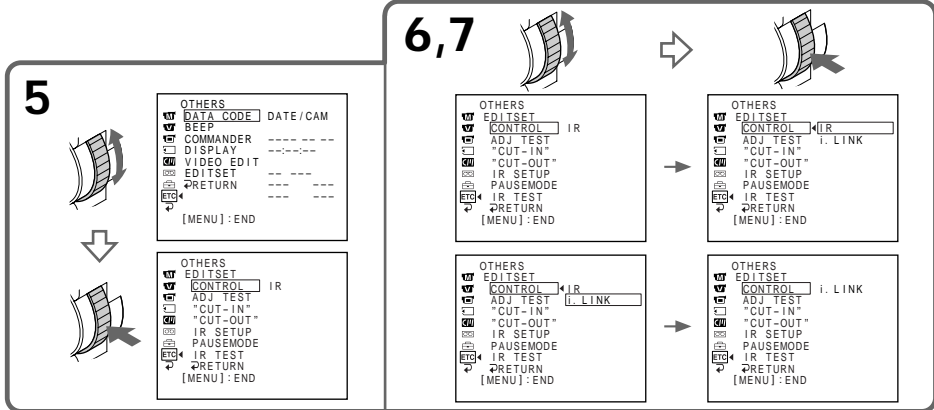 5
OTHERS
DATA CODE DATE/CAM
BEEP
COMMANDER ---- -- --
DISPLAY --:--:--
VIDEO EDIT
EDITSET -- ---
RETURN --- ---
ETC --- ---
[MENU]:END
OTHERS
EDITSET
CONTROL IR
ADJ TEST
"CUT-IN"
"CUT-OUT"
IR SETUP
PAUSEMODE
ETC IR TEST
RETURN
[MENU]:END
6,7
OTHERS
EDITSET
CONTROL IR
ADJ TEST
"CUT-IN"
"CUT-OUT"
IR SETUP
PAUSEMODE
ETC IR TEST
RETURN
[MENU]:END
OTHERS
EDITSET
CONTROL IR
ADJ TEST i.LINK
"CUT-IN"
"CUT-OUT"
IR SETUP
PAUSEMODE
ETC IR TEST
RETURN
[MENU]:END
OTHERS
EDITSET
CONTROL IR
ADJ TEST i.LINK
"CUT-IN"
"CUT-OUT"
IR SETUP
PAUSEMODE
ETC IR TEST
RETURN
[MENU]:END
OTHERS
EDITSET
CONTROL i.LINK
ADJ TEST
"CUT-IN"
"CUT-OUT"
IR SETUP
PAUSEMODE
ETC IR TEST
RETURN
[MENU]:END